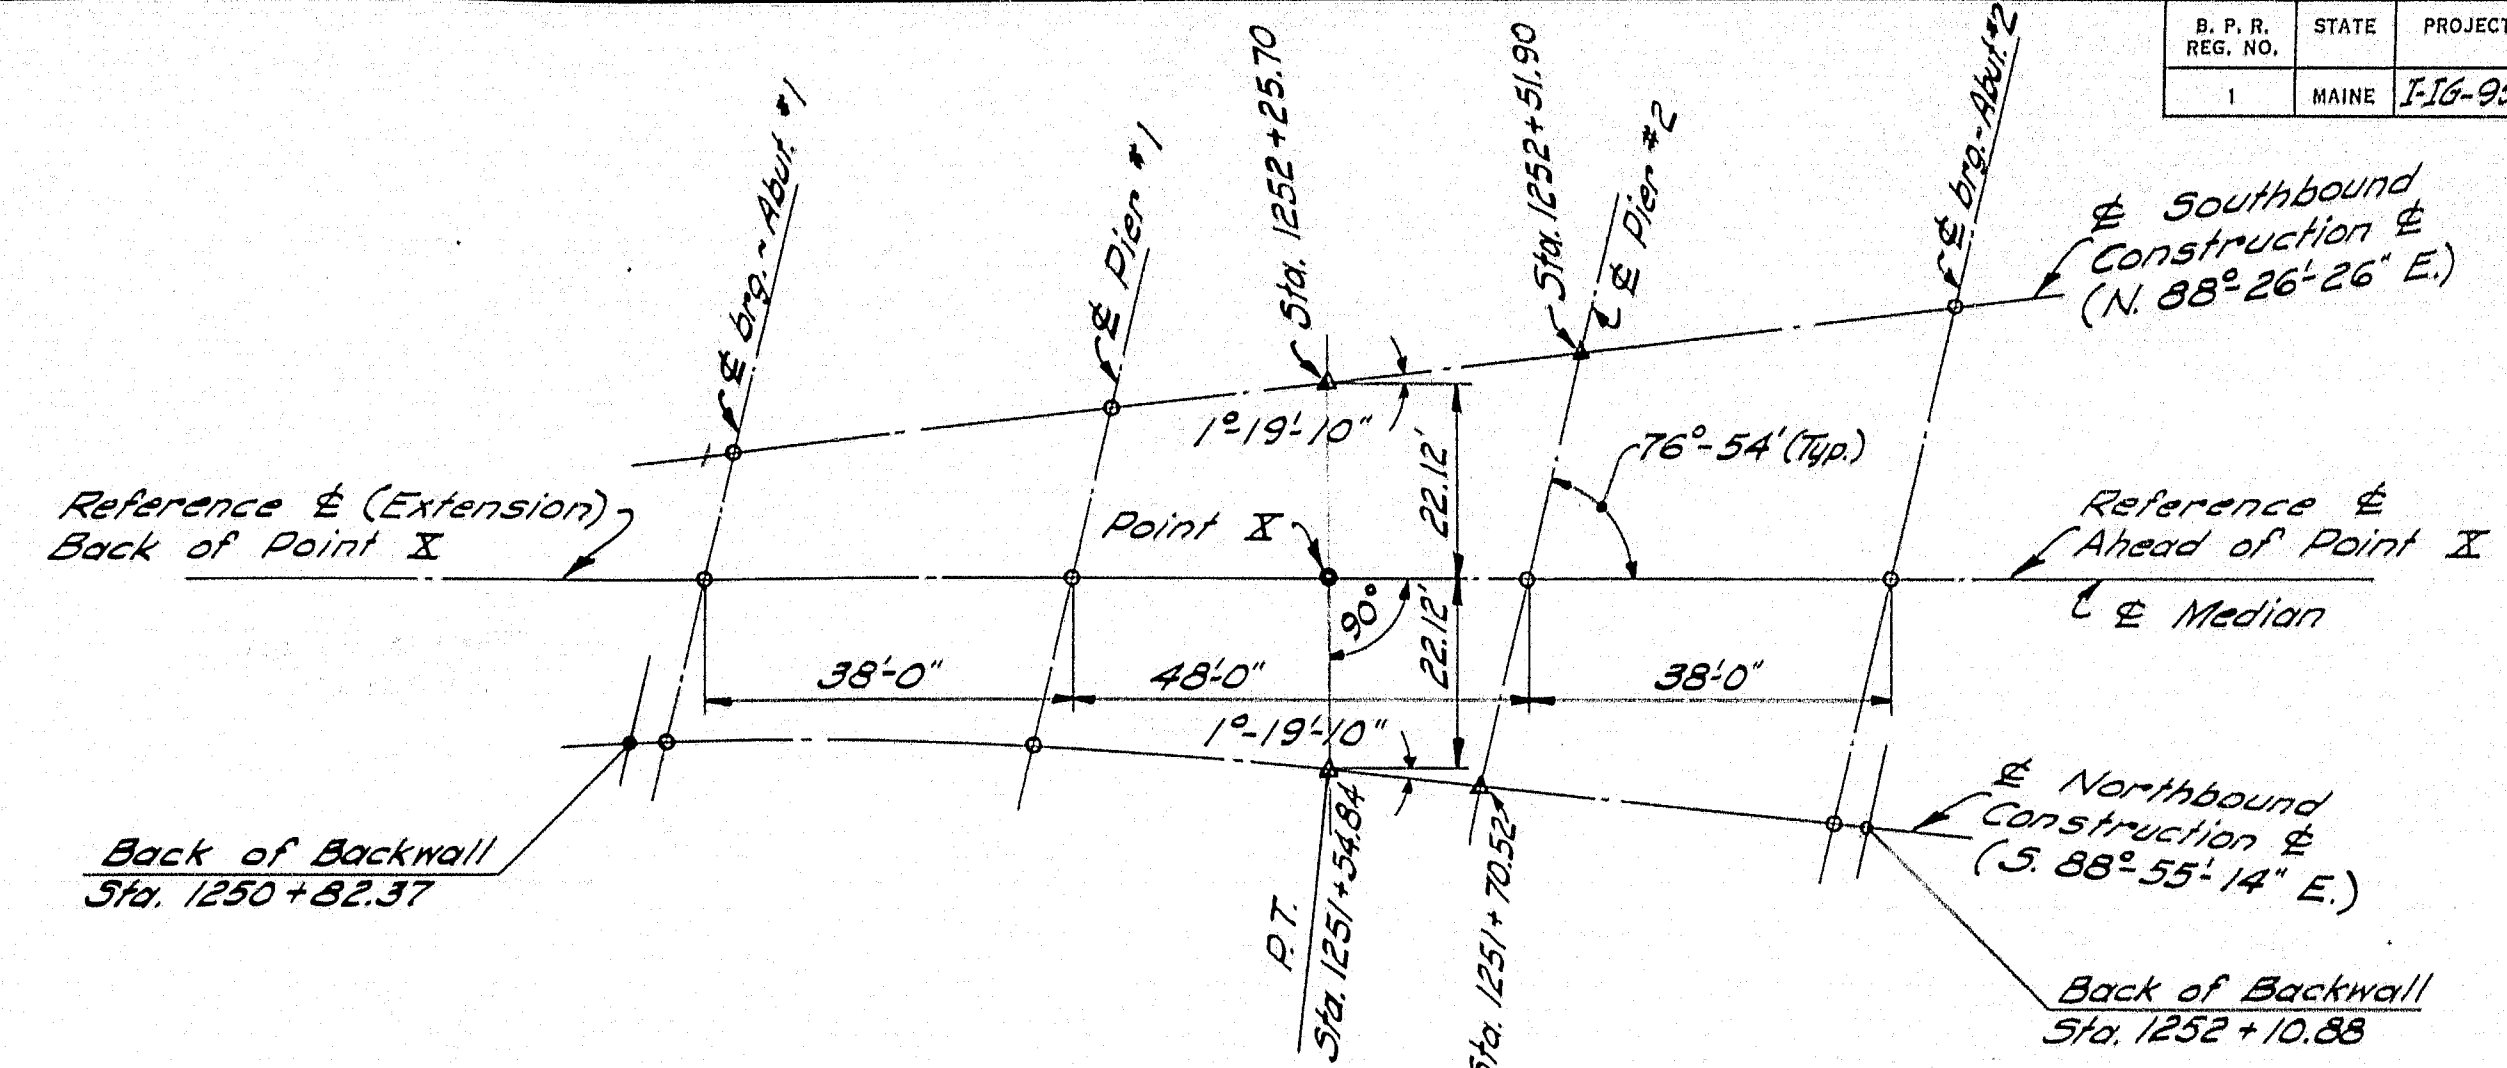 B. P. R. REG. NO.
STATE
PROJECT
1
MAINE
I-IG-95
℄ brg. ~ Abut. #1
℄ Pier #1
Sta. 1252+25.70
Sta. 1252+51.90
℄ Pier #2
℄ brg. ~ Abut. #2
℄ Southbound
Construction ℄
(N. 88°-26'-26" E.)
1°-19'-10"
22.12'
76°-54' (Typ.)
Reference ℄ (Extension)
Back of Point X
Point X
Reference ℄
Ahead of Point X
℄ Median
90°
22.12'
38'-0"
48'-0"
38'-0"
1°-19'-10"
℄ Northbound
Construction ℄
(S. 88°-55'-14" E.)
Back of Backwall
Sta. 1250+82.37
P.T.
Sta. 1251+54.84
Sta. 1251+70.52
Back of Backwall
Sta. 1252+10.88